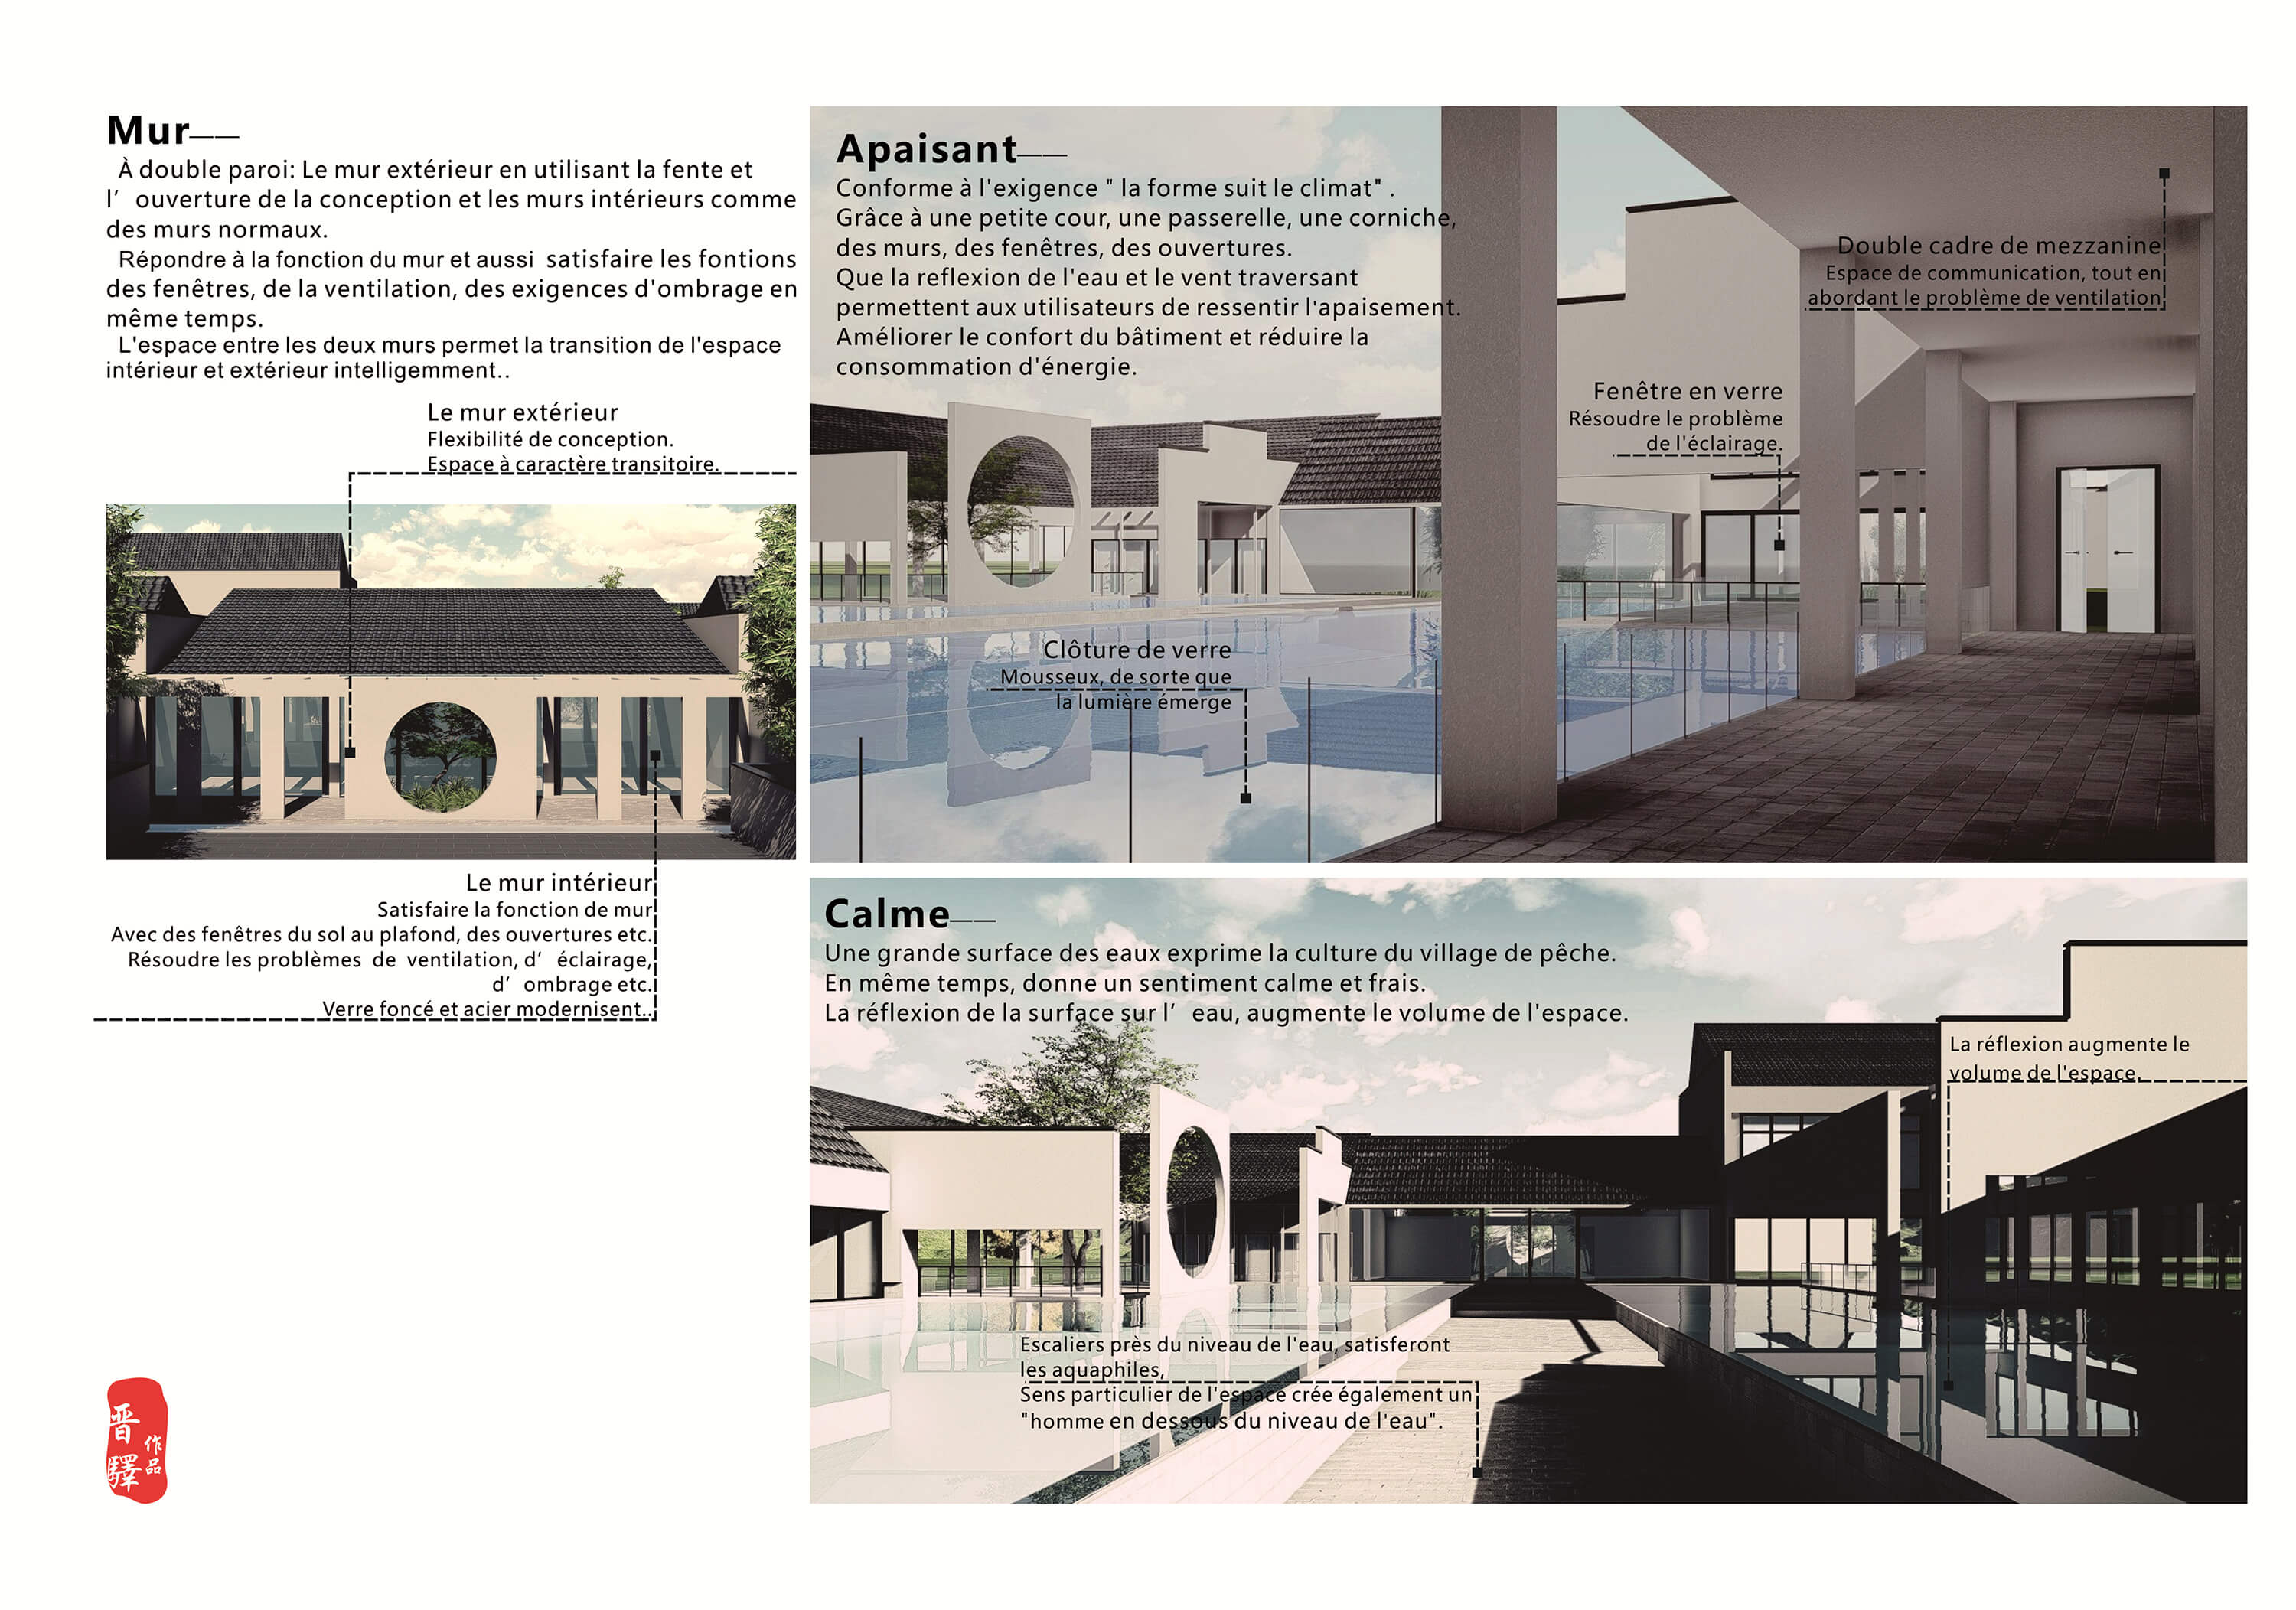 Mur——
À double paroi: Le mur extérieur en utilisant la fente et
l’ouverture de la conception et les murs intérieurs comme
des murs normaux.
Répondre à la fonction du mur et aussi satisfaire les fontions
des fenêtres, de la ventilation, des exigences d'ombrage en
même temps.
L'espace entre les deux murs permet la transition de l'espace
intérieur et extérieur intelligemment..
Le mur extérieur
Flexibilité de conception.
Espace à caractère transitoire.
Le mur intérieur
Satisfaire la fonction de mur
Avec des fenêtres du sol au plafond, des ouvertures etc.
Résoudre les problèmes de ventilation, d’éclairage,
d’ombrage etc.
Verre foncé et acier modernisent..
Apaisant——
Conforme à l'exigence " la forme suit le climat" .
Grâce à une petite cour, une passerelle, une corniche,
des murs, des fenêtres, des ouvertures.
Que la reflexion de l'eau et le vent traversant
permettent aux utilisateurs de ressentir l'apaisement.
Améliorer le confort du bâtiment et réduire la
consommation d'énergie.
Double cadre de mezzanine
Espace de communication, tout en
abordant le problème de ventilation
Fenêtre en verre
Résoudre le problème
de l'éclairage.
Clôture de verre
Mousseux, de sorte que
la lumière émerge
Calme——
Une grande surface des eaux exprime la culture du village de pêche.
En même temps, donne un sentiment calme et frais.
La réflexion de la surface sur l’eau, augmente le volume de l'espace.
La réflexion augmente le
volume de l'espace.
Escaliers près du niveau de l'eau, satisferont
les aquaphiles,
Sens particulier de l'espace crée également un
"homme en dessous du niveau de l'eau".
晋驛
作品